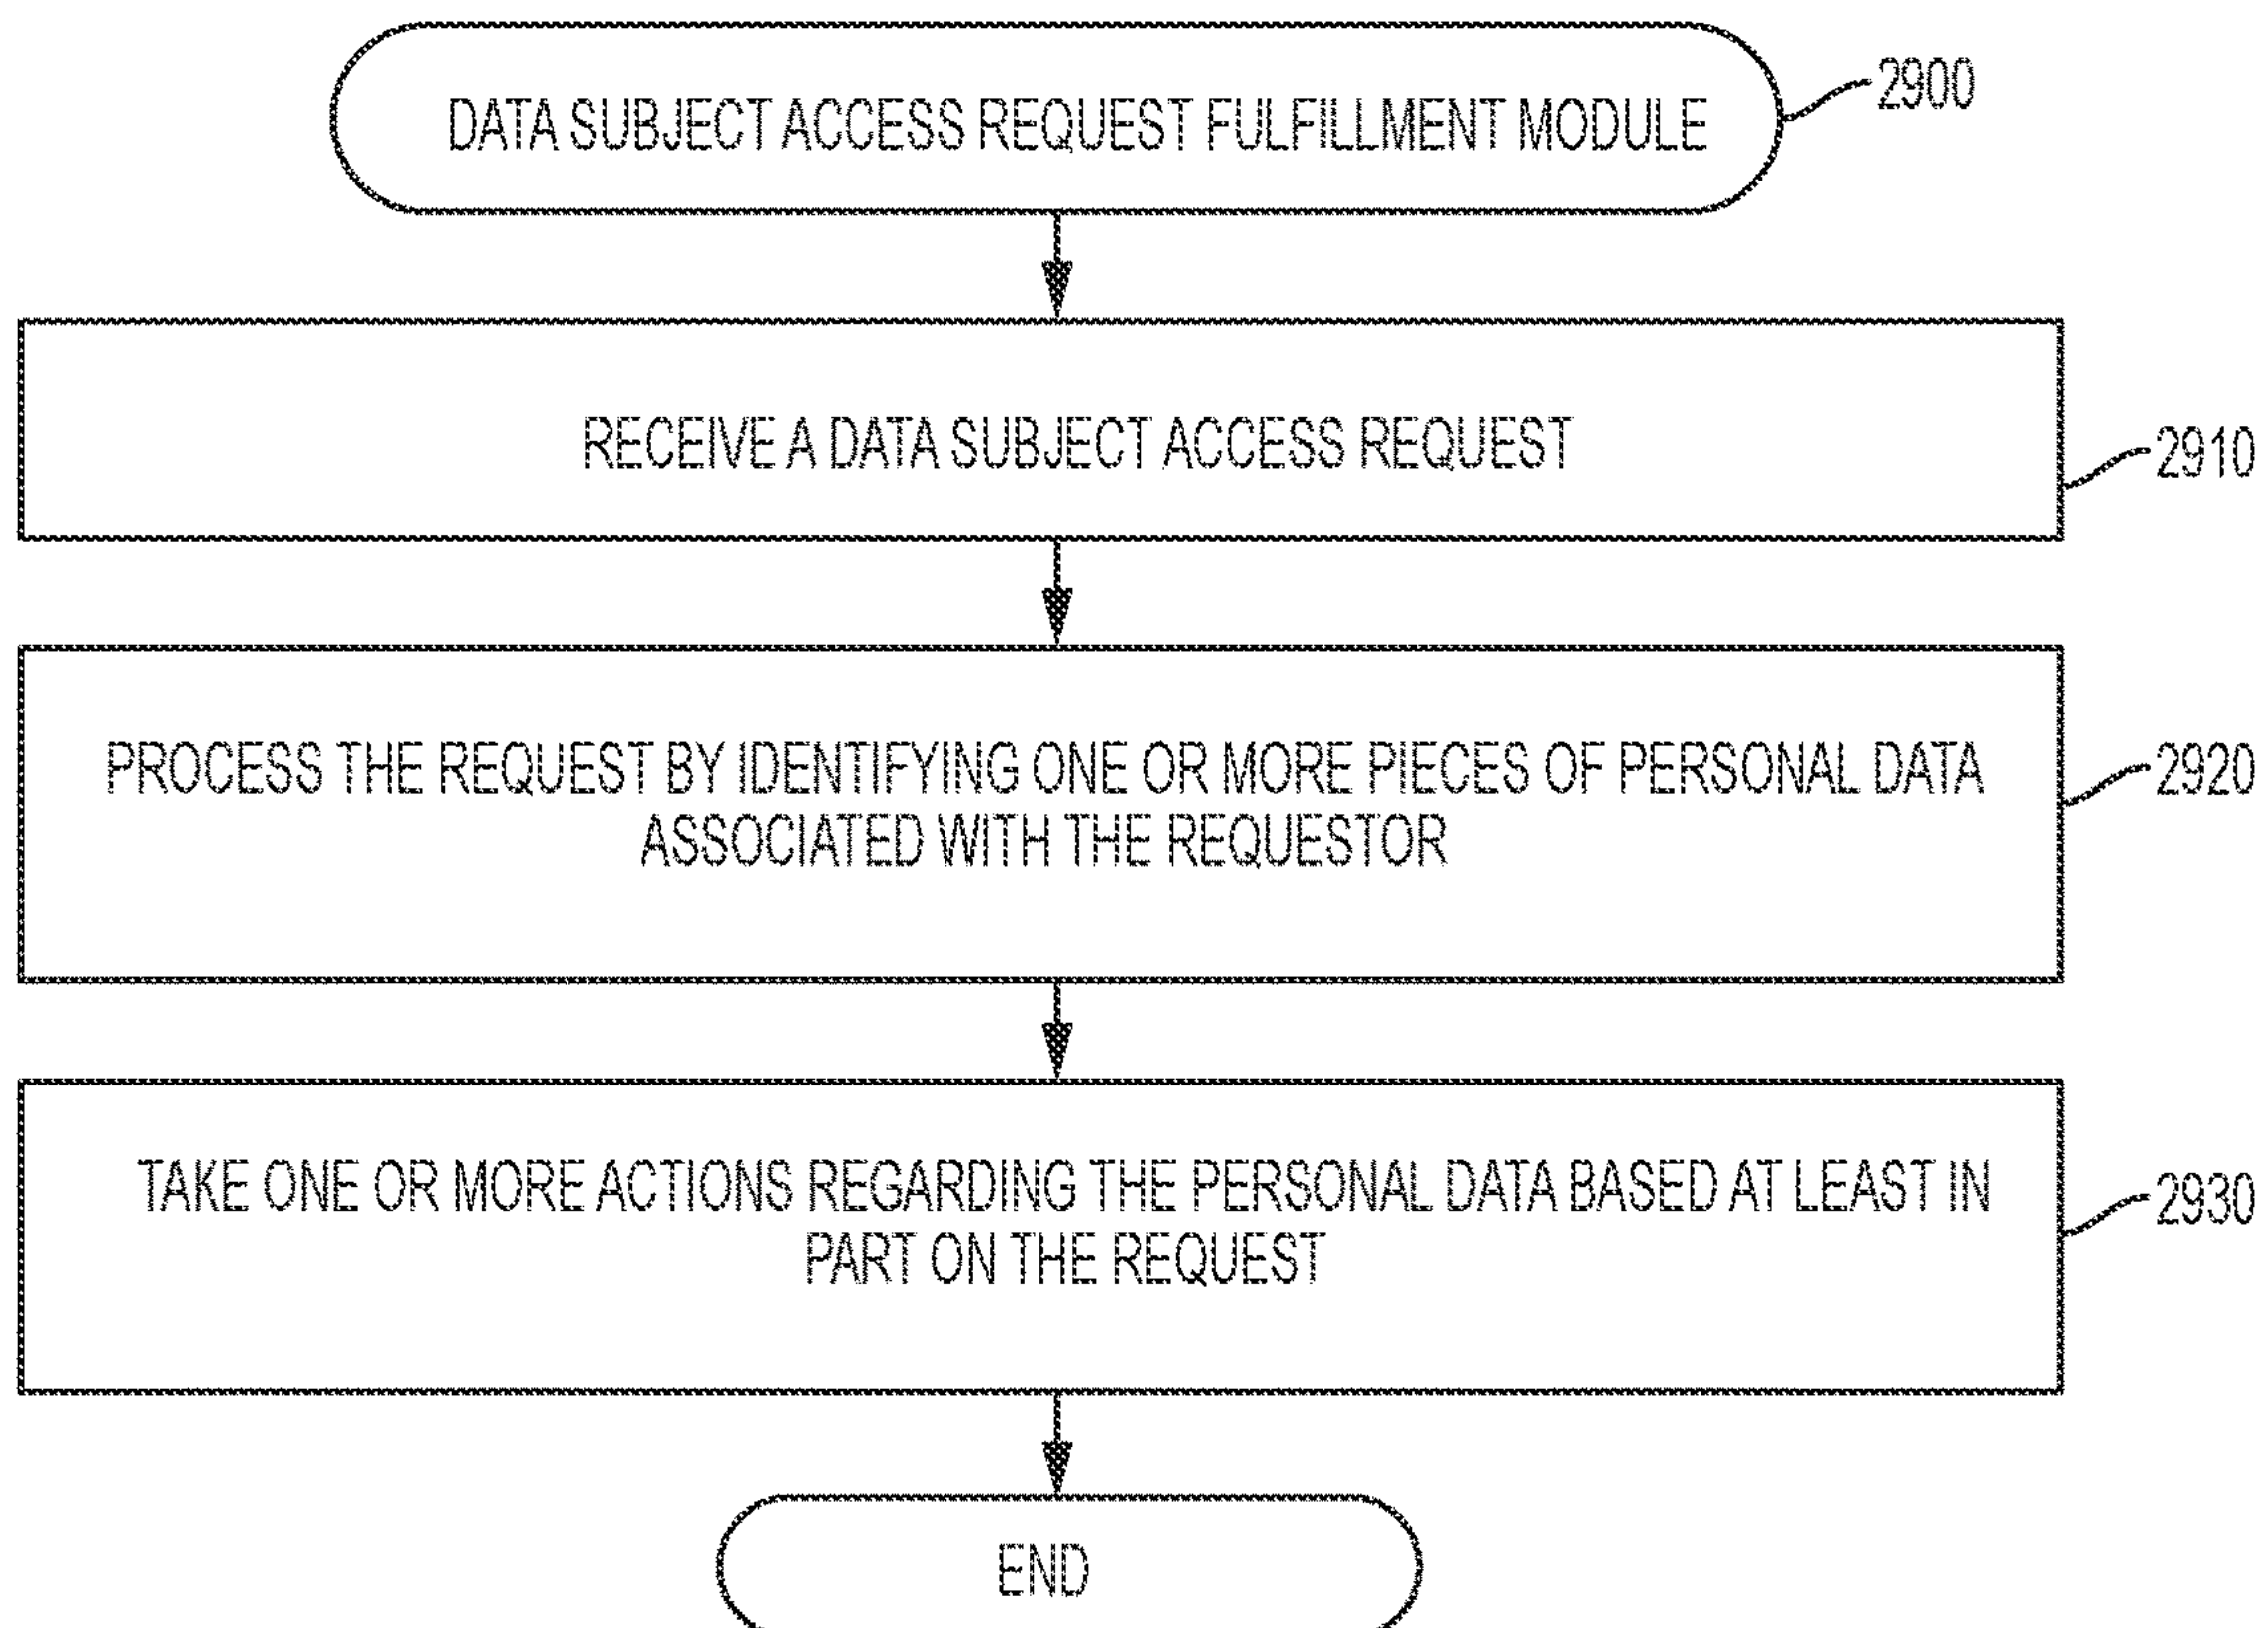 DATA SUBJECT ACCESS REQUEST FULFILLMENT MODULE
2900
RECEIVE A DATA SUBJECT ACCESS REQUEST
2910
PROCESS THE REQUEST BY IDENTIFYING ONE OR MORE PIECES OF PERSONAL DATA
ASSOCIATED WITH THE REQUESTOR
2920
TAKE ONE OR MORE ACTIONS REGARDING THE PERSONAL DATA BASED AT LEAST IN
PART ON THE REQUEST
2930
END